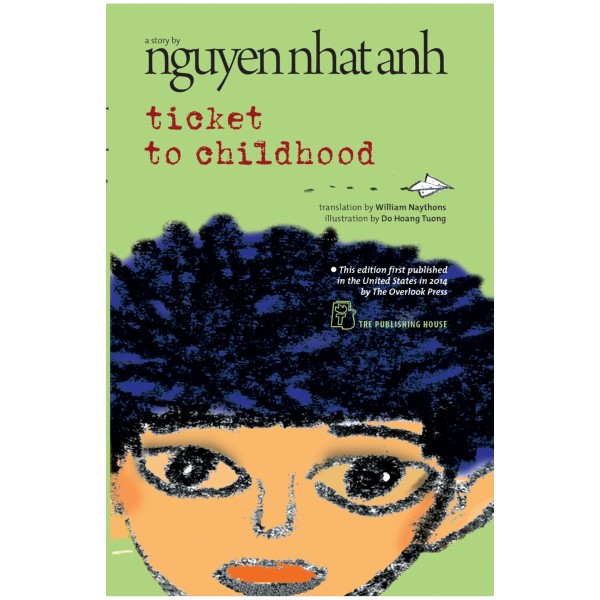 a story by
nguyen nhat anh
ticket
to childhood
translation by William Naythons
illustration by Do Hoang Tuong
• This edition first published
in the United States in 2014
by The Overlook Press
TRE PUBLISHING HOUSE